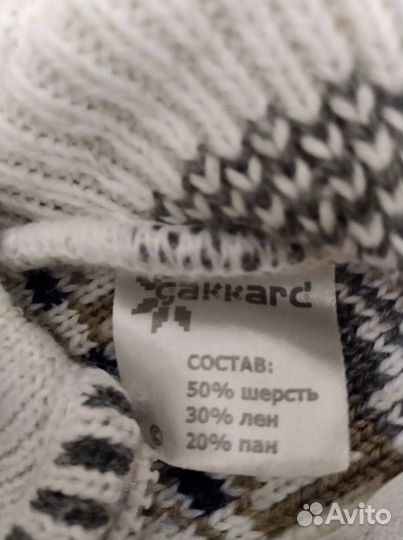 gakkard
СОСТАВ:
50% шерсть
30% лен
20% пан
Avito